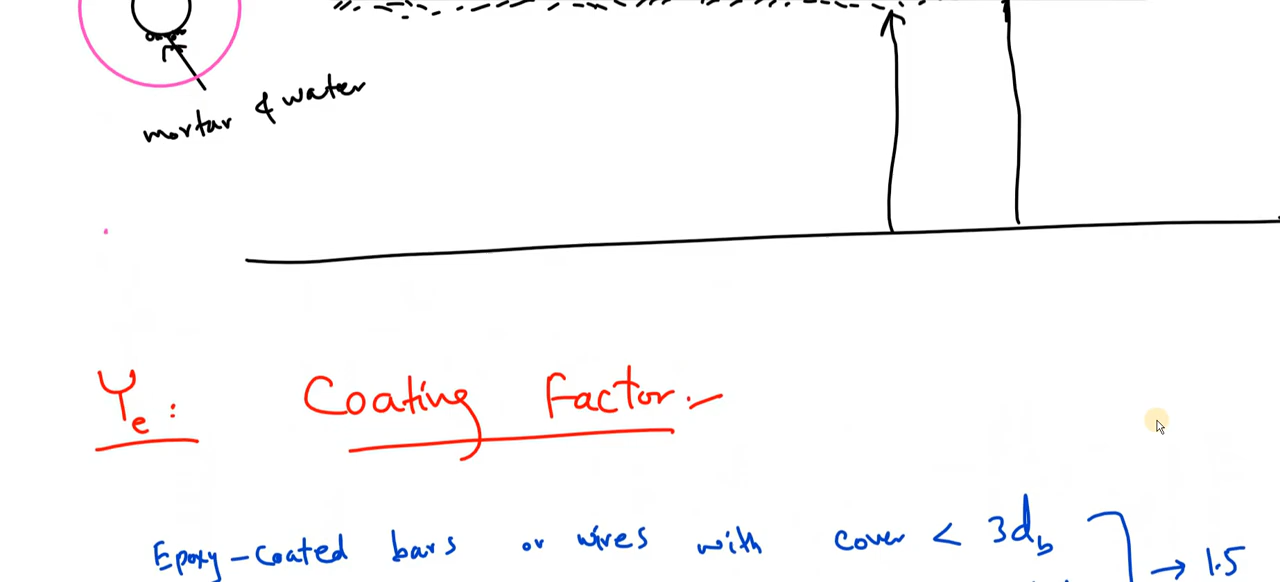 mortar & water
Ψe : Coating Factor :-
Epoxy-coated bars or wires with cover < 3db → 1.5